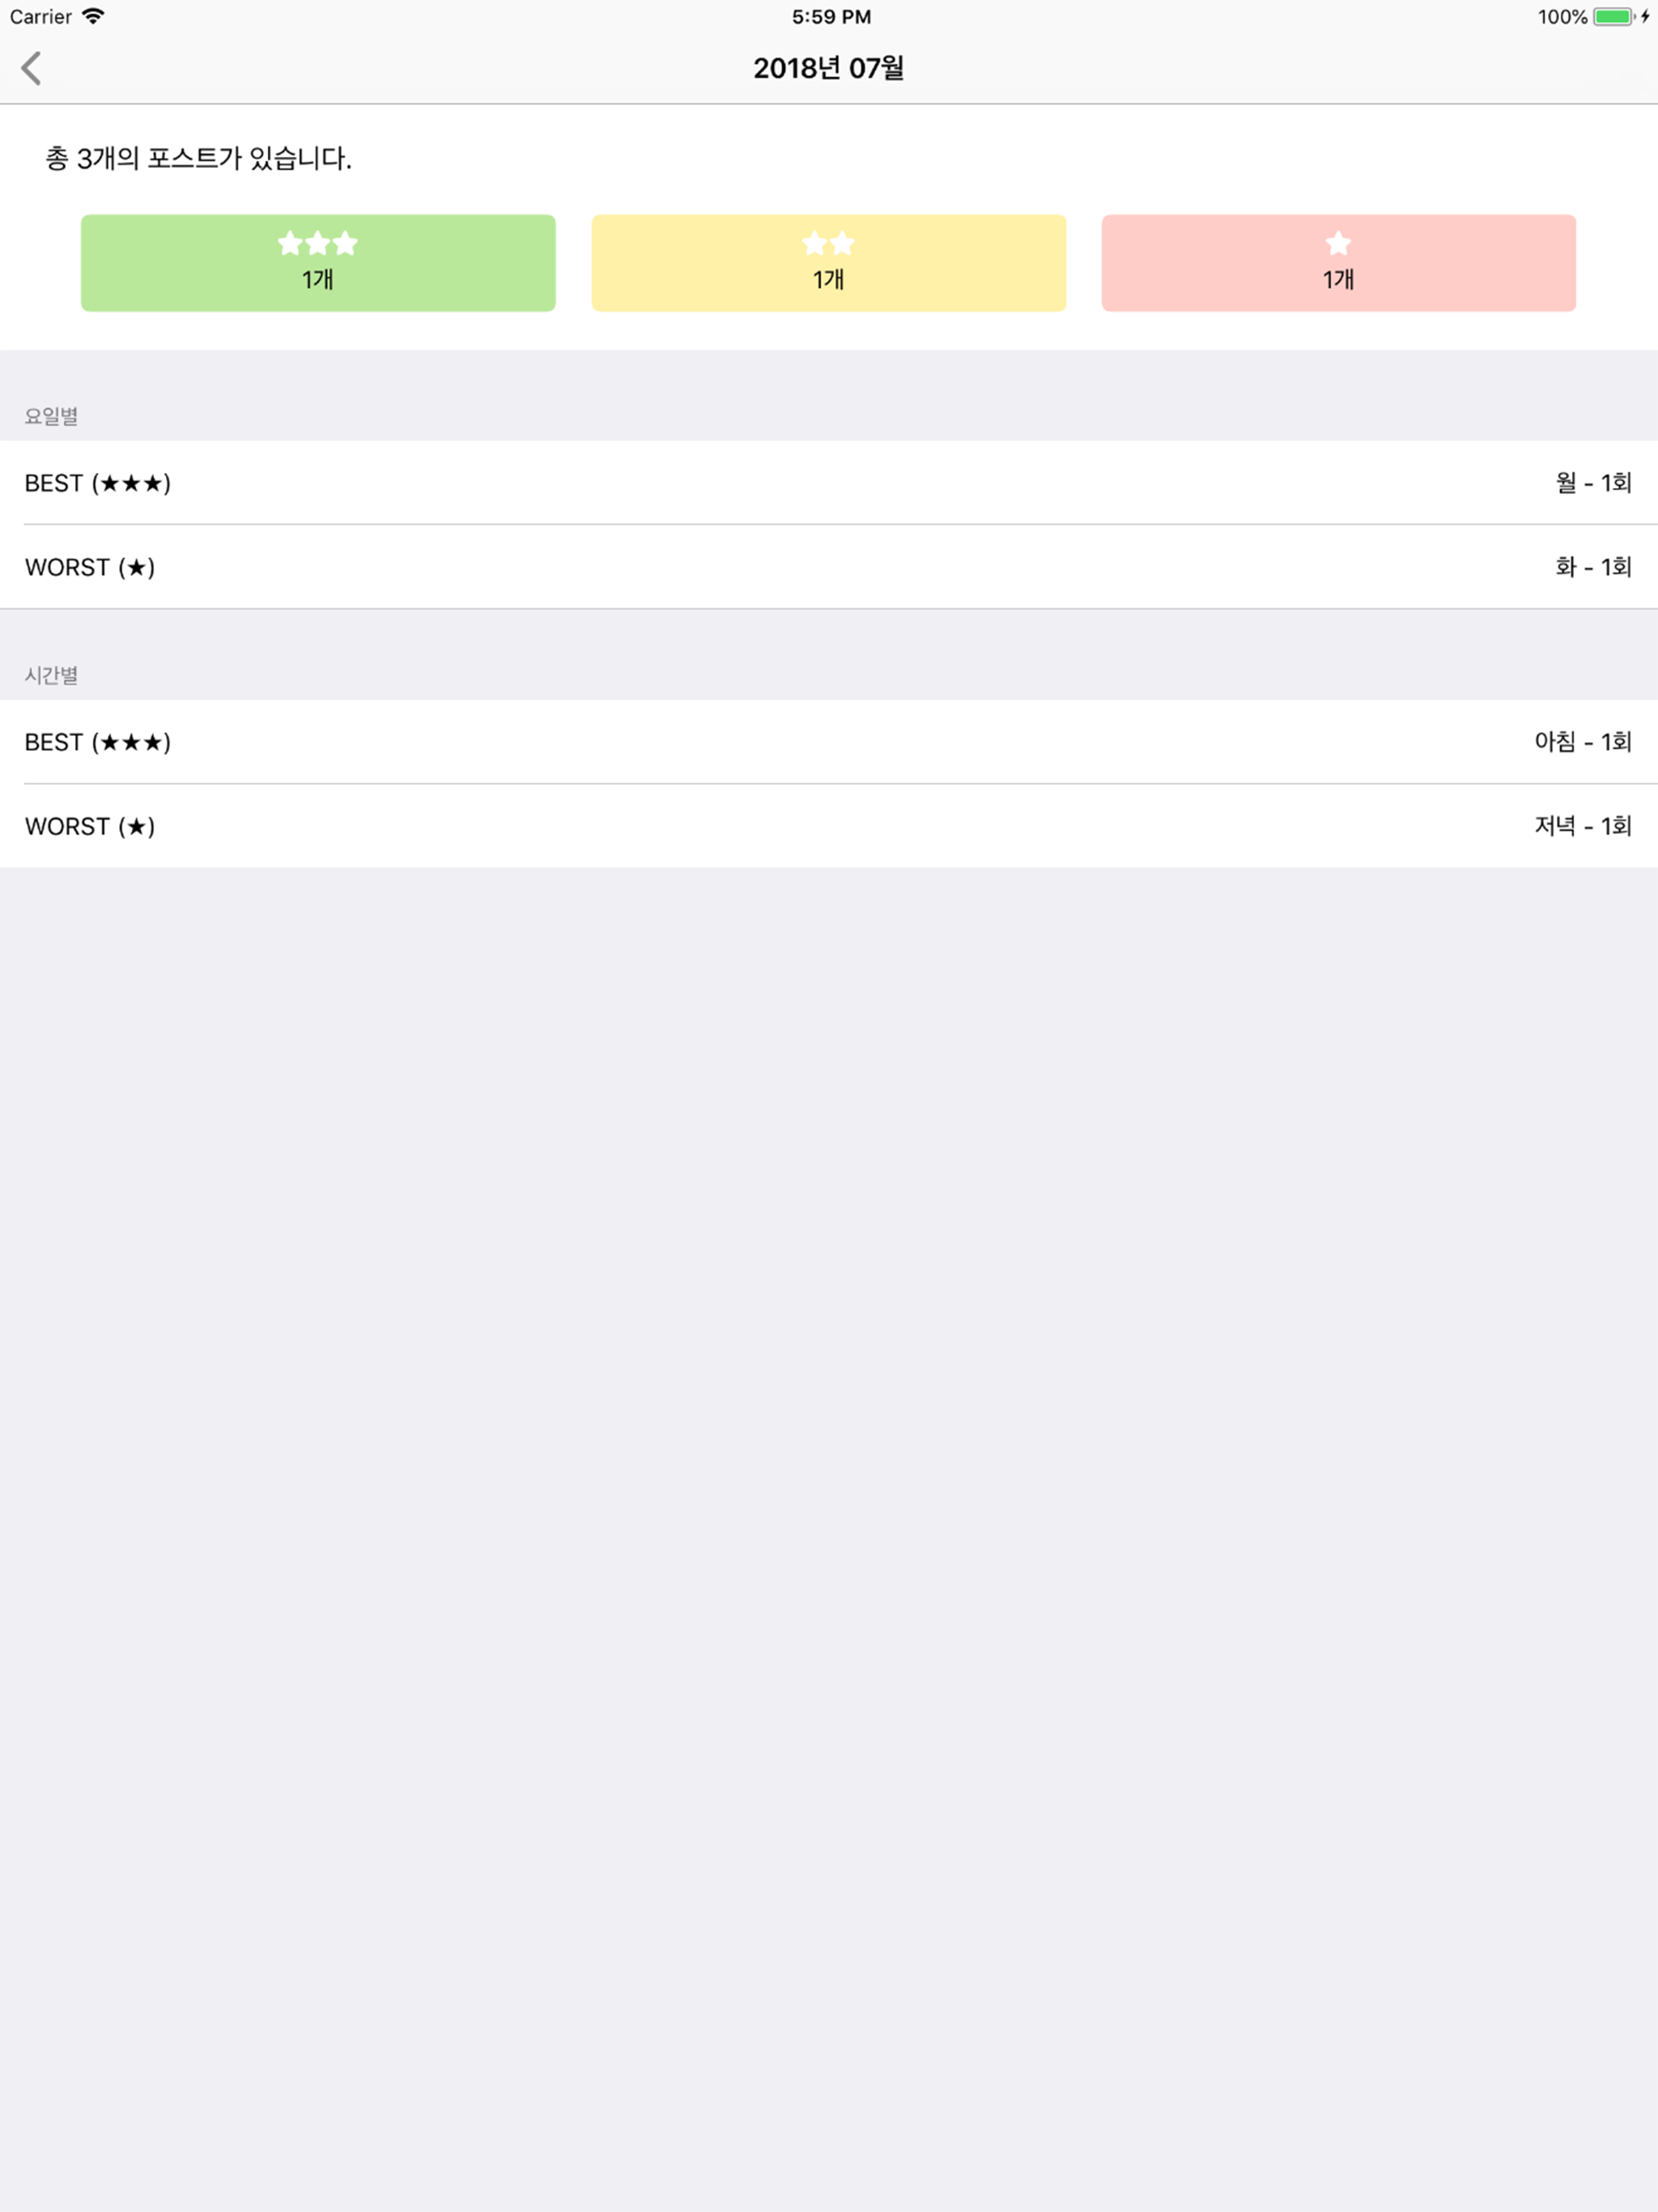 Carrier 5:59 PM 100%
2018년 07월
총 3개의 포스트가 있습니다.
★★★ ★★ ★
1개 1개 1개
요일별
BEST (★★★) 월 - 1회
WORST (★) 화 - 1회
시간별
BEST (★★★) 아침 - 1회
WORST (★) 저녁 - 1회